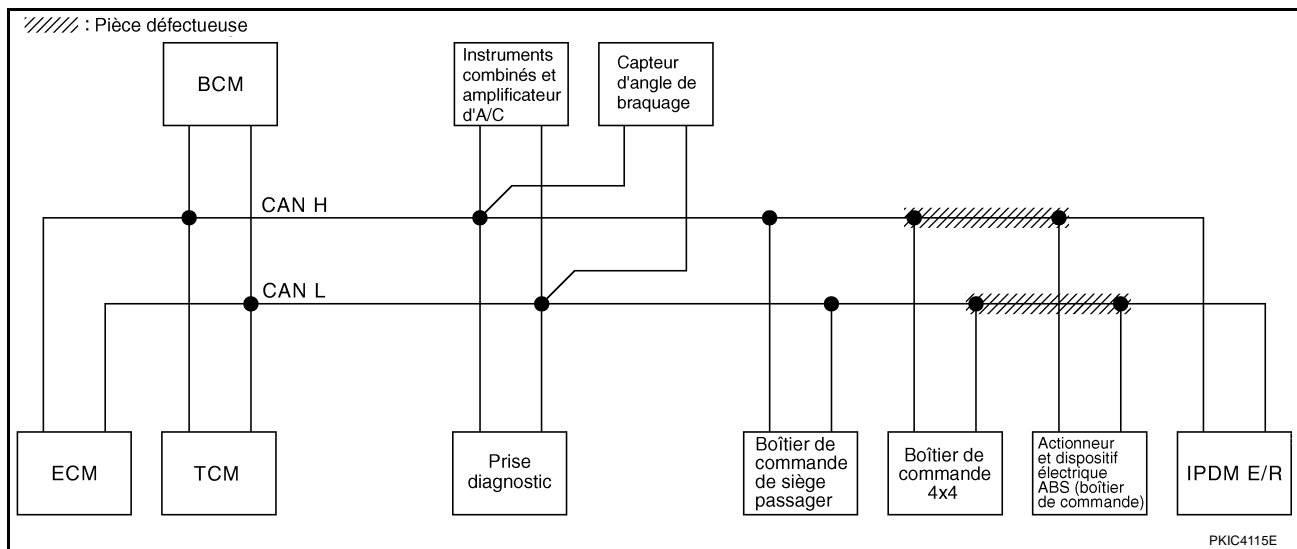 : Pièce défectueuse
BCM
Instruments
combinés et
amplificateur
d'A/C
Capteur
d'angle de
braquage
CAN H
CAN L
ECM
TCM
Prise
diagnostic
Boîtier de
commande
de siège
passager
Boîtier de
commande
4x4
Actionneur
et dispositif
électrique
ABS (boîtier
de commande)
IPDM E/R
PKIC4115E